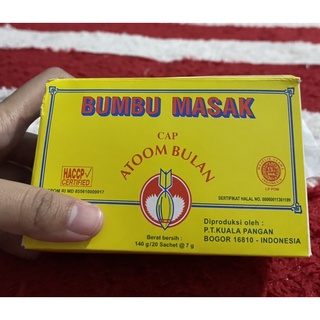 BUMBU MASAK
CAP
ATOOM BULAN
HACCP
CERTIFIED
SERTIFIKAT HALAL NO.
Berat bersih :
140 g/20 Sachet @ 7 g
Diproduksi oleh :
P.T.KUALA PANGAN
BOGOR 16810 - INDONESIA